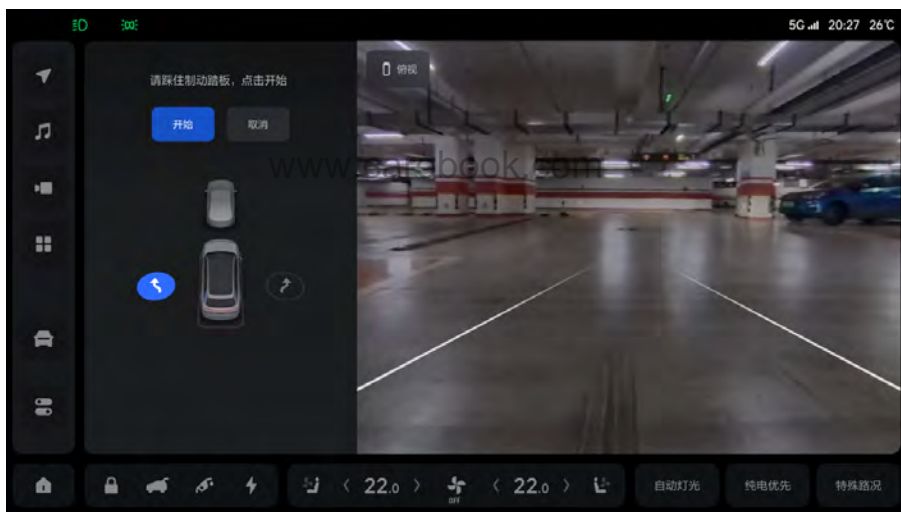 5G 20:27 26℃
请踩住制动踏板，点击开始
开始 取消
俯视
www.carobook.com
22.0 OFF 22.0 自动灯光 纯电优先 特殊路况